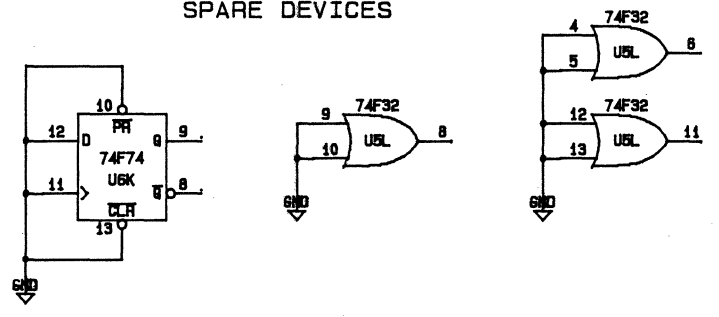 SPARE DEVICES
10
PR
12 D Q 9
74F74
U6K
11 Q 8
CLR
13
GND
74F32
9
U5L 8
10
GND
74F32
4
U5L 6
5
74F32
12
U5L 11
13
GND